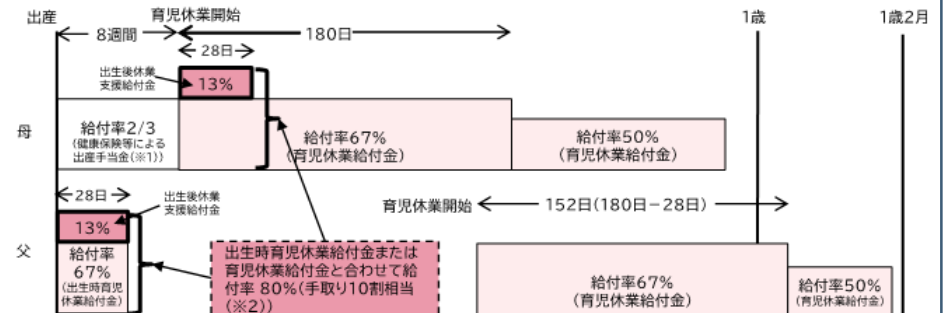 出産
育児休業開始
1歳
1歳2月
8週間
180日
28日
出生後休業
支援給付金
13%
母
給付率2/3
(健康保険等による
出産手当金(※1))
給付率67%
(育児休業給付金)
給付率50%
(育児休業給付金)
28日
出生後休業
支援給付金
育児休業開始
152日(180日－28日)
父
13%
給付率
67%
(出生時育児
休業給付金)
出生時育児休業給付金または
育児休業給付金と合わせて給
付率 80%(手取り10割相当
(※2))
給付率67%
(育児休業給付金)
給付率50%
(育児休業給付金)